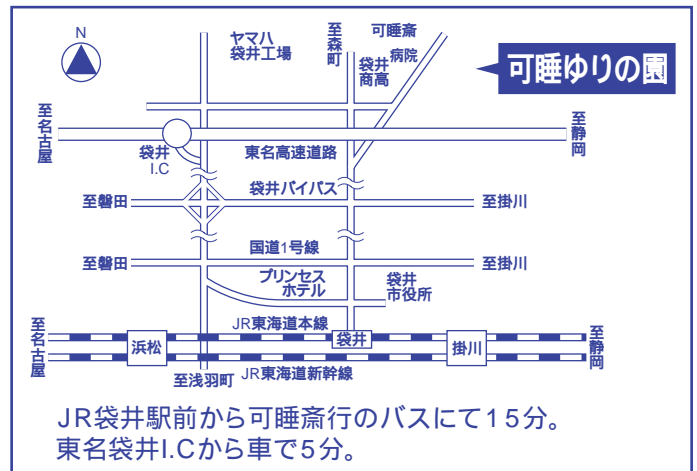 N
ヤマハ
袋井工場
至森町
可睡斎
病院
袋井
商高
可睡ゆりの園
至名古屋
至静岡
袋井
I.C
東名高速道路
袋井バイパス
至磐田
至掛川
国道1号線
至磐田
至掛川
プリンセス
ホテル
袋井
市役所
JR東海道本線
至名古屋
浜松
袋井
掛川
至静岡
至浅羽町
JR東海道新幹線
JR袋井駅前から可睡斎行のバスにて15分。
東名袋井I.Cから車で5分。